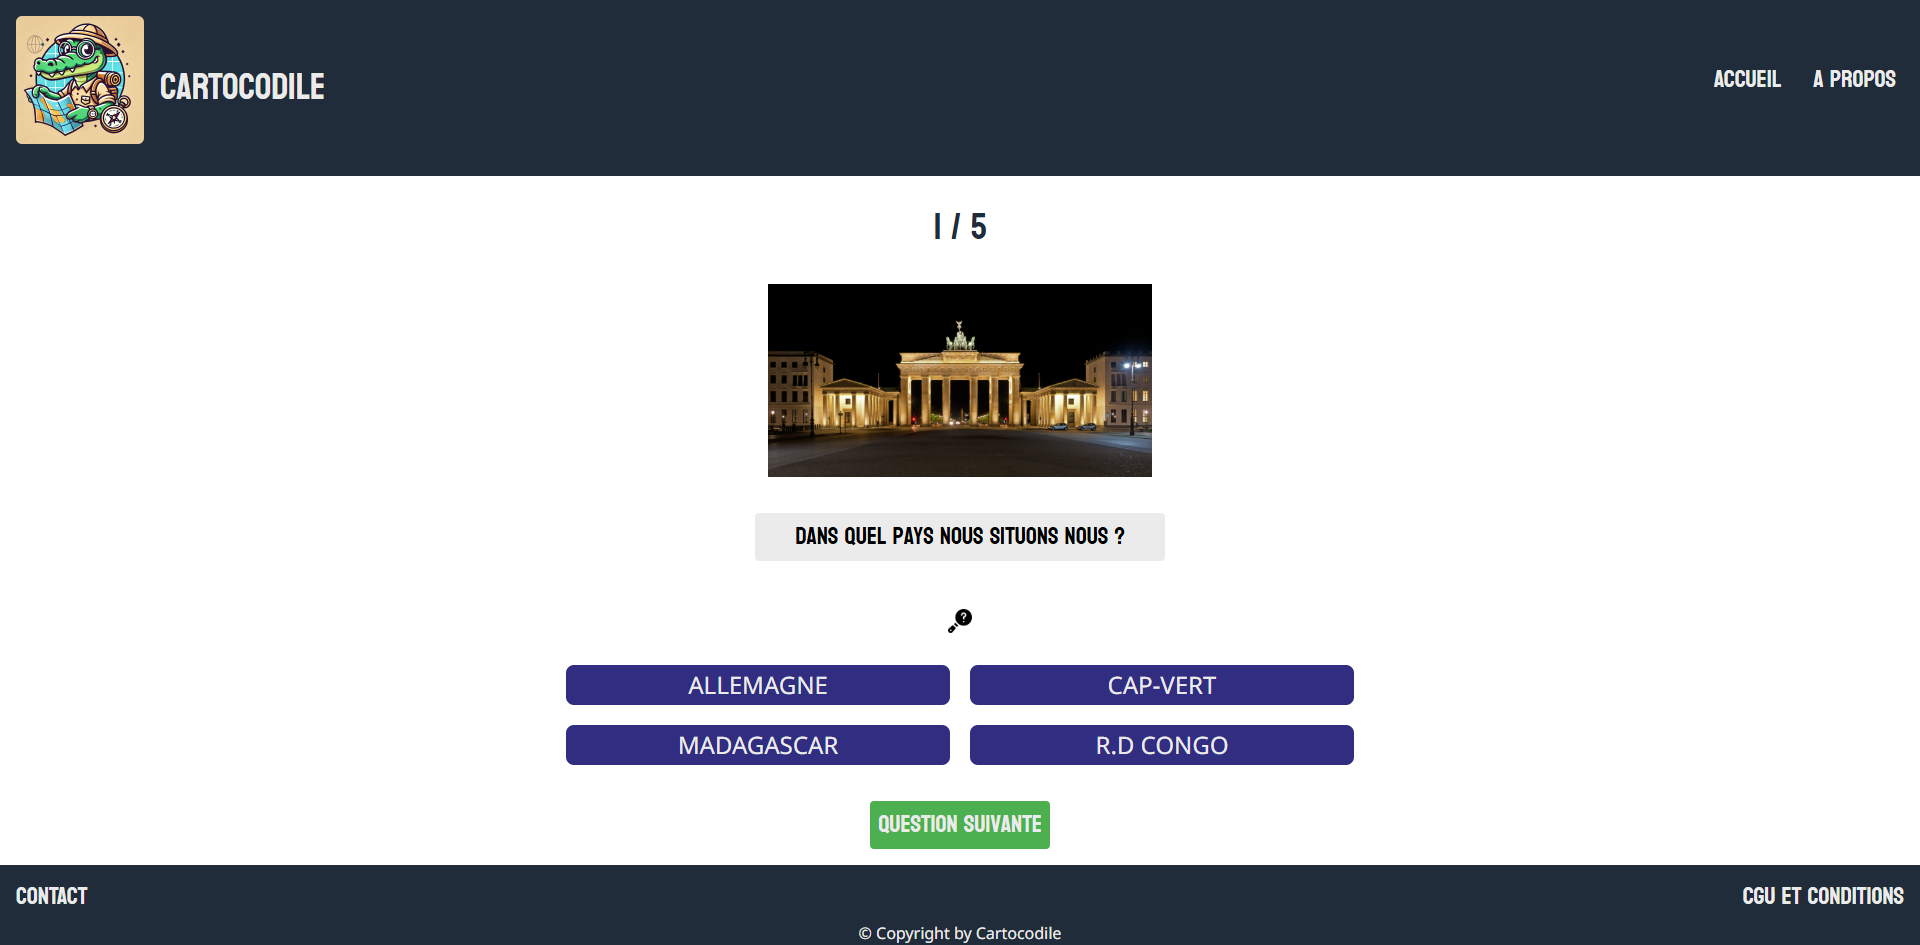 CARTOCODILE
ACCUEIL
A PROPOS
1 / 5
DANS QUEL PAYS NOUS SITUONS NOUS ?
?
ALLEMAGNE
CAP-VERT
MADAGASCAR
R.D CONGO
QUESTION SUIVANTE
CONTACT
CGU ET CONDITIONS
© Copyright by Cartocodile